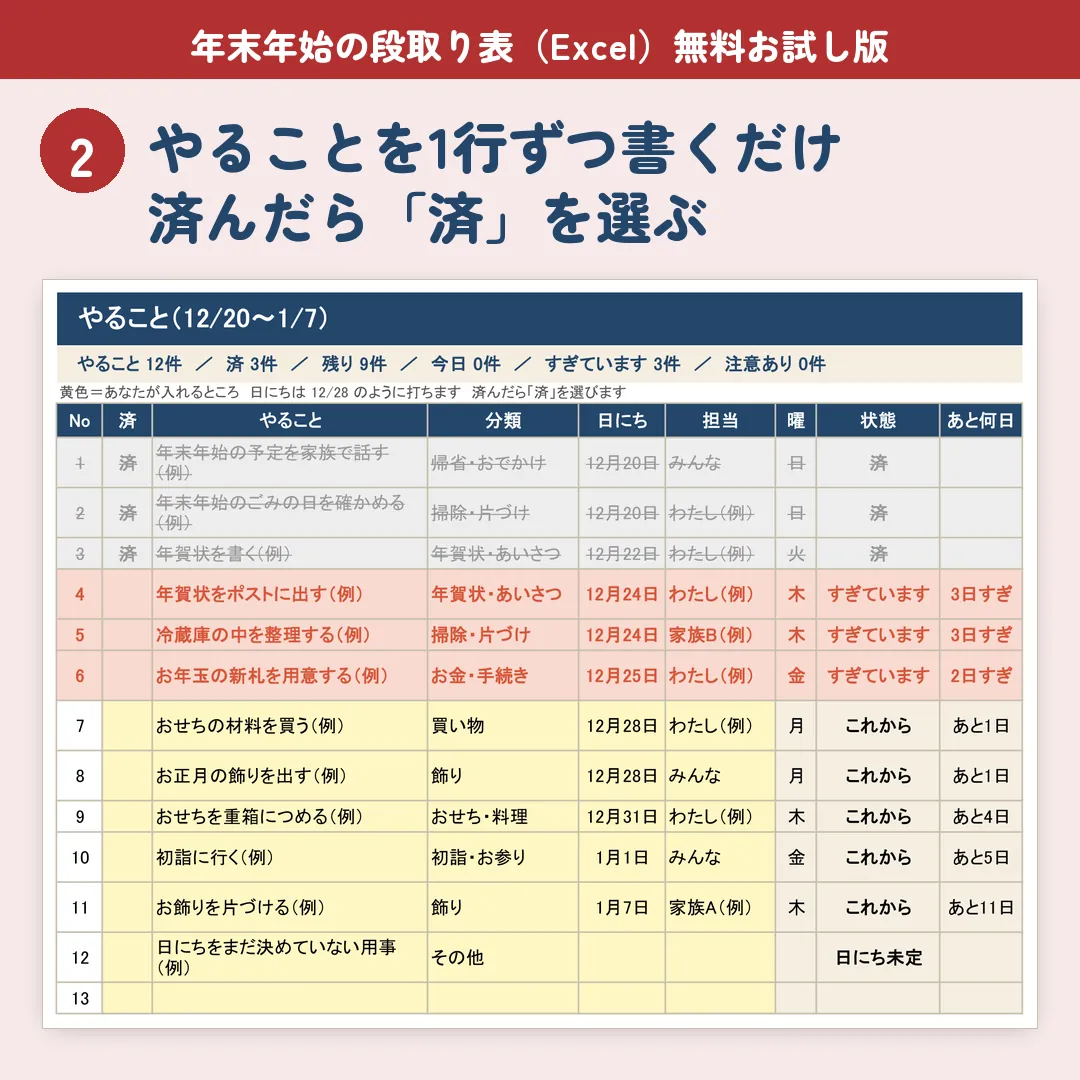 年末年始の段取り表（Excel）無料お試し版
2
やることを1行ずつ書くだけ
済んだら「済」を選ぶ
やること（12/20～1/7）
やること 12件 ／ 済 3件 ／ 残り 9件 ／ 今日 0件 ／ すぎています 3件 ／ 注意あり 0件
黄色＝あなたが入れるところ 日にちは 12/28 のように打ちます 済んだら「済」を選びます
No 済 やること 分類 日にち 担当 曜 状態 あと何日
1 済 年末年始の予定を家族で話す（例） 帰省・おでかけ 12月20日 みんな 日 済
2 済 年末年始のごみの日を確かめる（例） 掃除・片づけ 12月20日 わたし（例） 日 済
3 済 年賀状を書く（例） 年賀状・あいさつ 12月22日 わたし（例） 火 済
4 年賀状をポストに出す（例） 年賀状・あいさつ 12月24日 わたし（例） 木 すぎています 3日すぎ
5 冷蔵庫の中を整理する（例） 掃除・片づけ 12月24日 家族B（例） 木 すぎています 3日すぎ
6 お年玉の新札を用意する（例） お金・手続き 12月25日 わたし（例） 金 すぎています 2日すぎ
7 おせちの材料を買う（例） 買い物 12月28日 わたし（例） 月 これから あと1日
8 お正月の飾りを出す（例） 飾り 12月28日 みんな 月 これから あと1日
9 おせちを重箱につめる（例） おせち・料理 12月31日 わたし（例） 木 これから あと4日
10 初詣に行く（例） 初詣・お参り 1月1日 みんな 金 これから あと5日
11 お飾りを片づける（例） 飾り 1月7日 家族A（例） 木 これから あと11日
12 日にちをまだ決めていない用事（例） その他 日にち未定
13